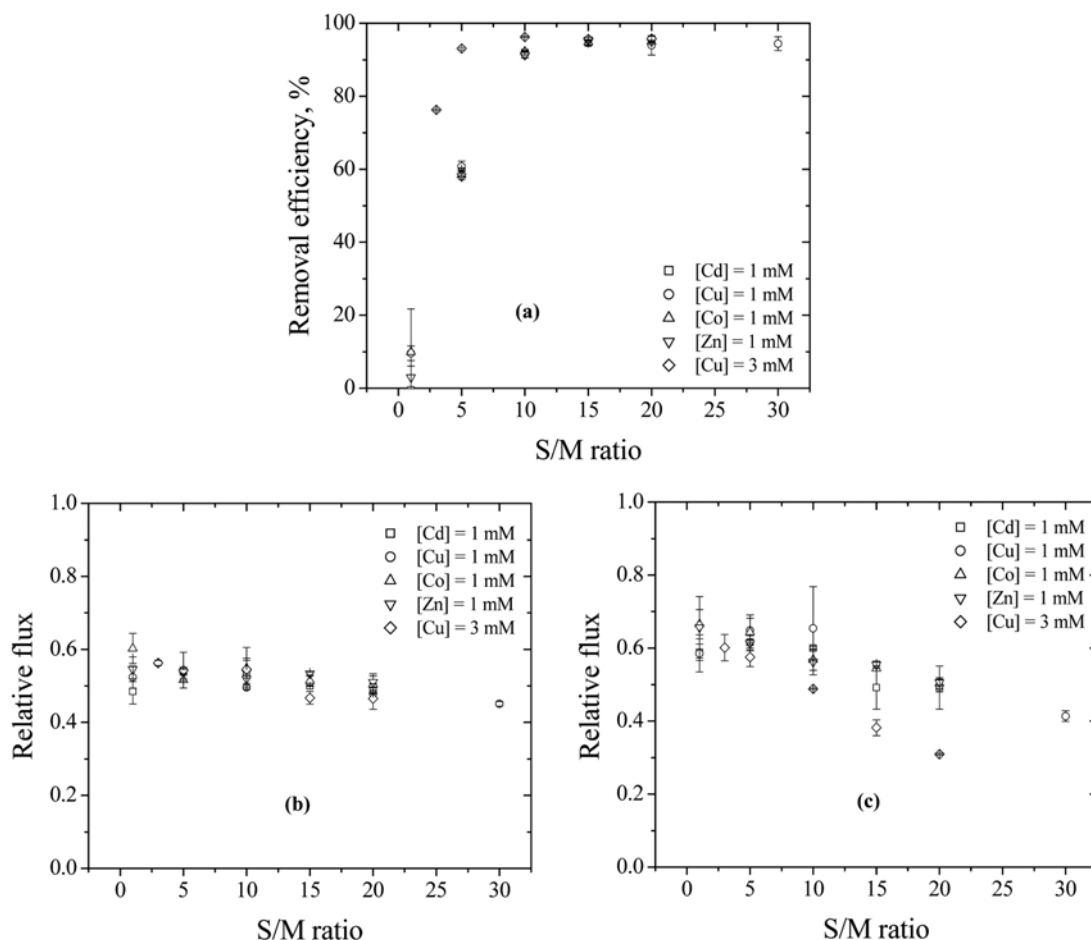 100
80
60
40
20
0
Removal efficiency, %
[Cd] = 1 mM
[Cu] = 1 mM
[Co] = 1 mM
[Zn] = 1 mM
[Cu] = 3 mM
(a)
0 5 10 15 20 25 30
S/M ratio
1.0
0.8
0.6
0.4
0.2
0.0
Relative flux
[Cd] = 1 mM
[Cu] = 1 mM
[Co] = 1 mM
[Zn] = 1 mM
[Cu] = 3 mM
(b)
0 5 10 15 20 25 30
S/M ratio
1.0
0.8
0.6
0.4
0.2
0.0
Relative flux
[Cd] = 1 mM
[Cu] = 1 mM
[Co] = 1 mM
[Zn] = 1 mM
[Cu] = 3 mM
(c)
0 5 10 15 20 25 30
S/M ratio